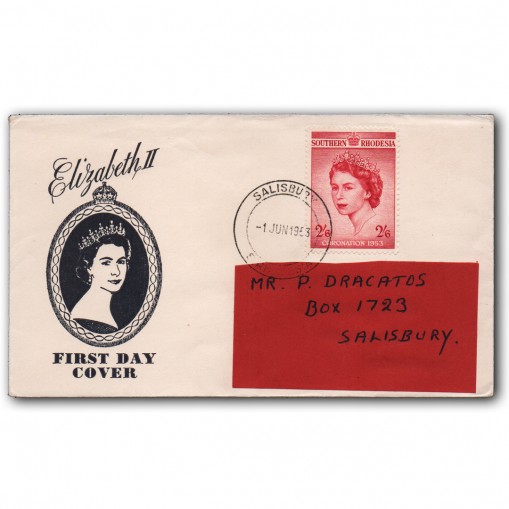 Elizabeth II
FIRST DAY
COVER
SOUTHERN RHODESIA
2/6 2/6
CORONATION 1953
SALISBURY
-1 JUN 1953
MR. P. DRACATOS
BOX 1723
SALISBURY.